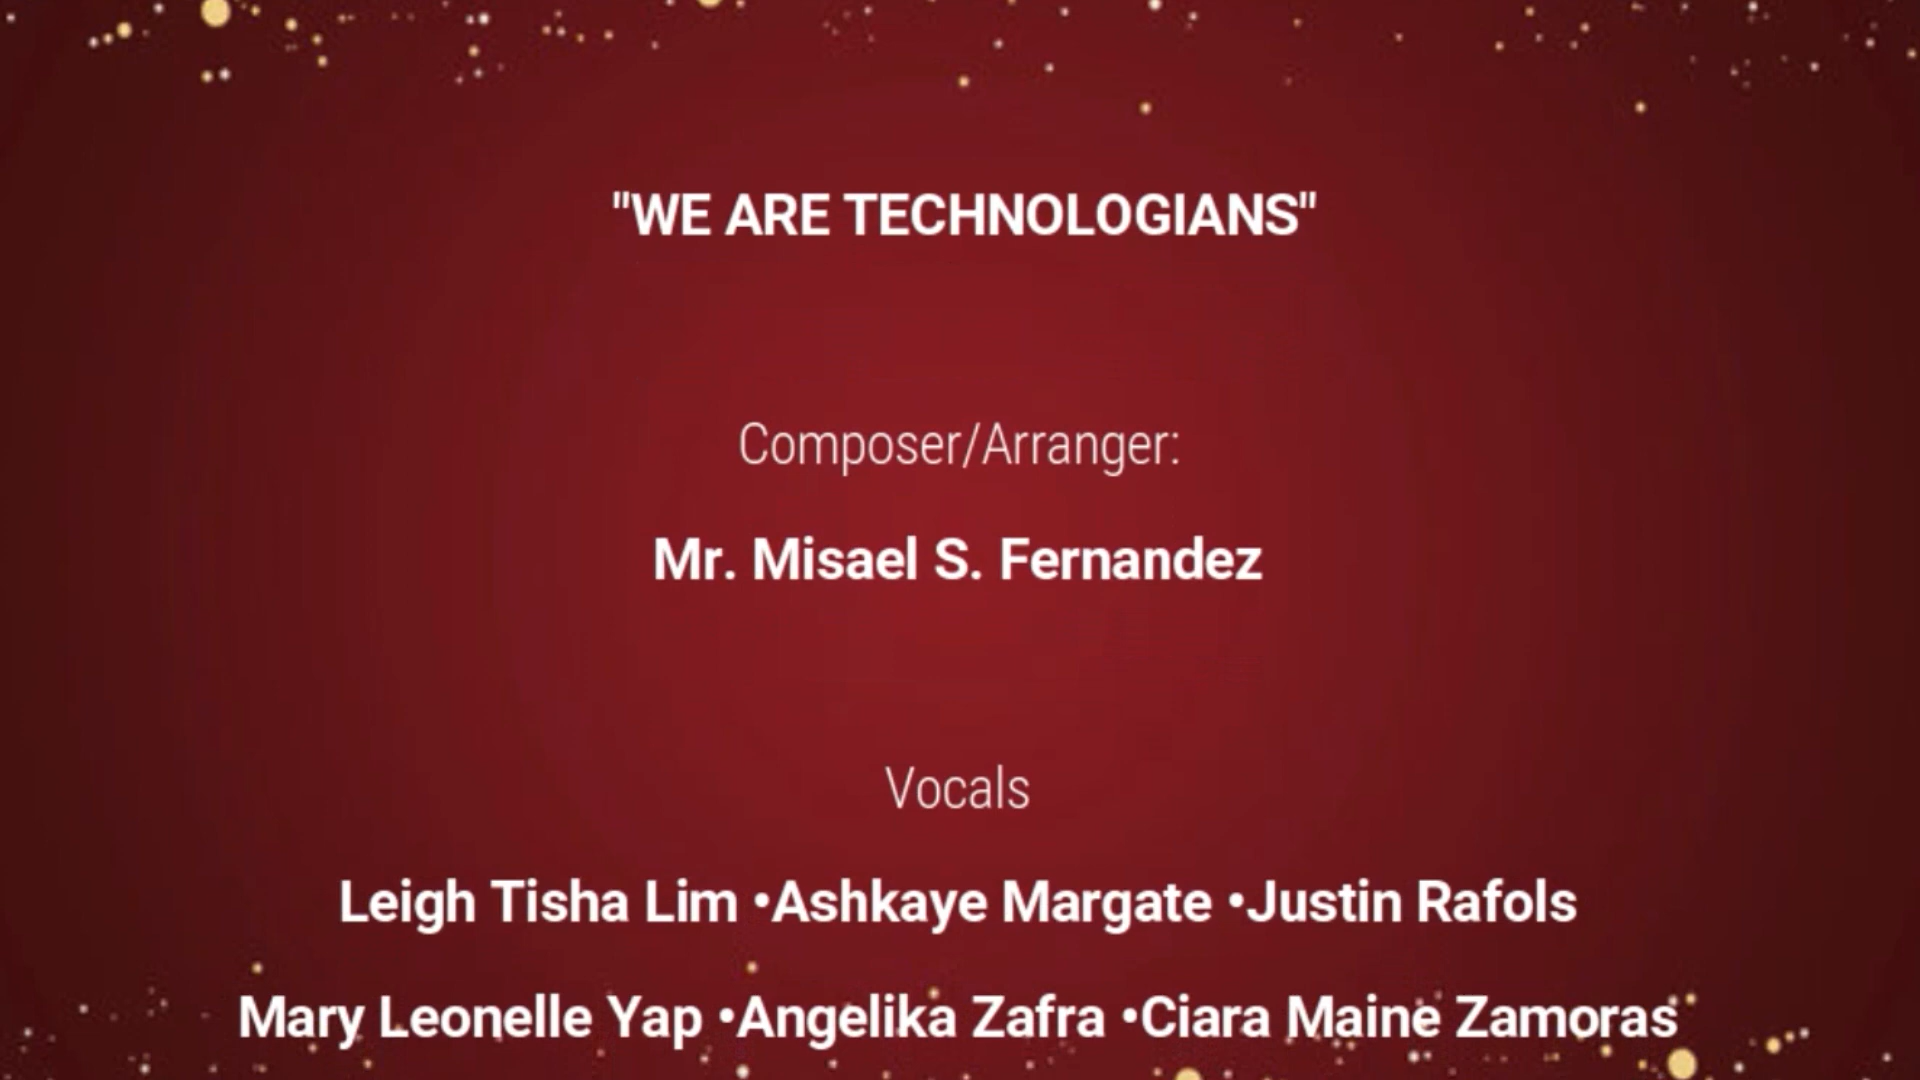 "WE ARE TECHNOLOGIANS"
Composer/Arranger:
Mr. Misael S. Fernandez
Vocals
Leigh Tisha Lim •Ashkaye Margate •Justin Rafols
Mary Leonelle Yap •Angelika Zafra •Ciara Maine Zamoras